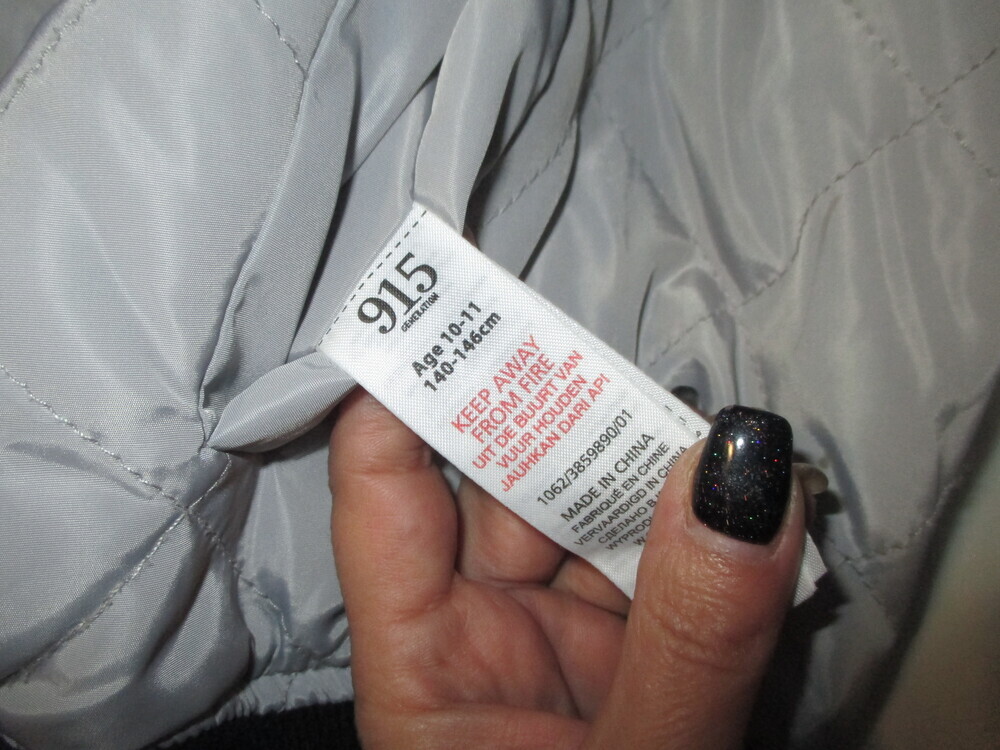 915
GENERATION
Age 10-11
140-146cm
KEEP AWAY
FROM FIRE
UIT DE BUURT VAN
VUUR HOUDEN
JAUHKAN DARI API
1062/3859890/01
MADE IN CHINA
FABRIQUÉ EN CHINE
VERVAARDIGD IN CHINA
СДЕЛАНО В